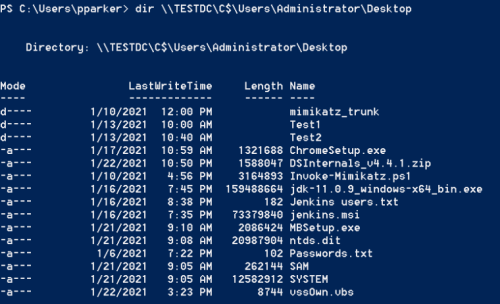 PS C:\Users\pparker> dir \\TESTDC\C$\Users\Administrator\Desktop
Directory: \\TESTDC\C$\Users\Administrator\Desktop
Mode LastWriteTime Length Name
---- ------------- ------ ----
d---- 1/10/2021 12:00 PM mimikatz_trunk
d---- 1/13/2021 10:00 AM Test1
d---- 1/13/2021 10:40 AM Test2
-a--- 1/17/2021 10:59 AM 1321688 ChromeSetup.exe
-a--- 1/22/2021 10:50 PM 1588047 DSInternals_v4.4.1.zip
-a--- 1/10/2021 4:56 PM 3164893 Invoke-Mimikatz.ps1
-a--- 1/16/2021 7:45 PM 159488664 jdk-11.0.9_windows-x64_bin.exe
-a--- 1/16/2021 8:38 PM 182 Jenkins users.txt
-a--- 1/16/2021 7:35 PM 73379840 jenkins.msi
-a--- 1/21/2021 9:10 AM 2086424 MBSetup.exe
-a--- 1/21/2021 9:08 AM 20987904 ntds.dit
-a--- 1/6/2021 7:22 PM 102 Passwords.txt
-a--- 1/21/2021 9:05 AM 262144 SAM
-a--- 1/21/2021 9:05 AM 12582912 SYSTEM
-a--- 1/22/2021 3:23 PM 8744 vssOwn.vbs